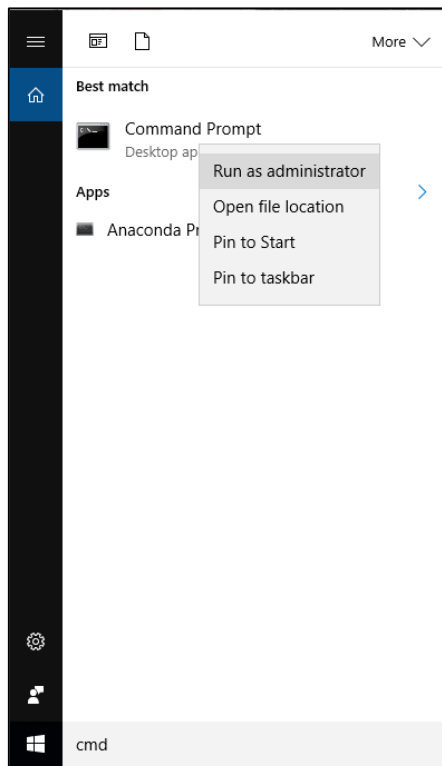 More
Best match
Command Prompt
Desktop ap
Run as administrator
Apps
Open file location
Anaconda Pr
Pin to Start
Pin to taskbar
cmd